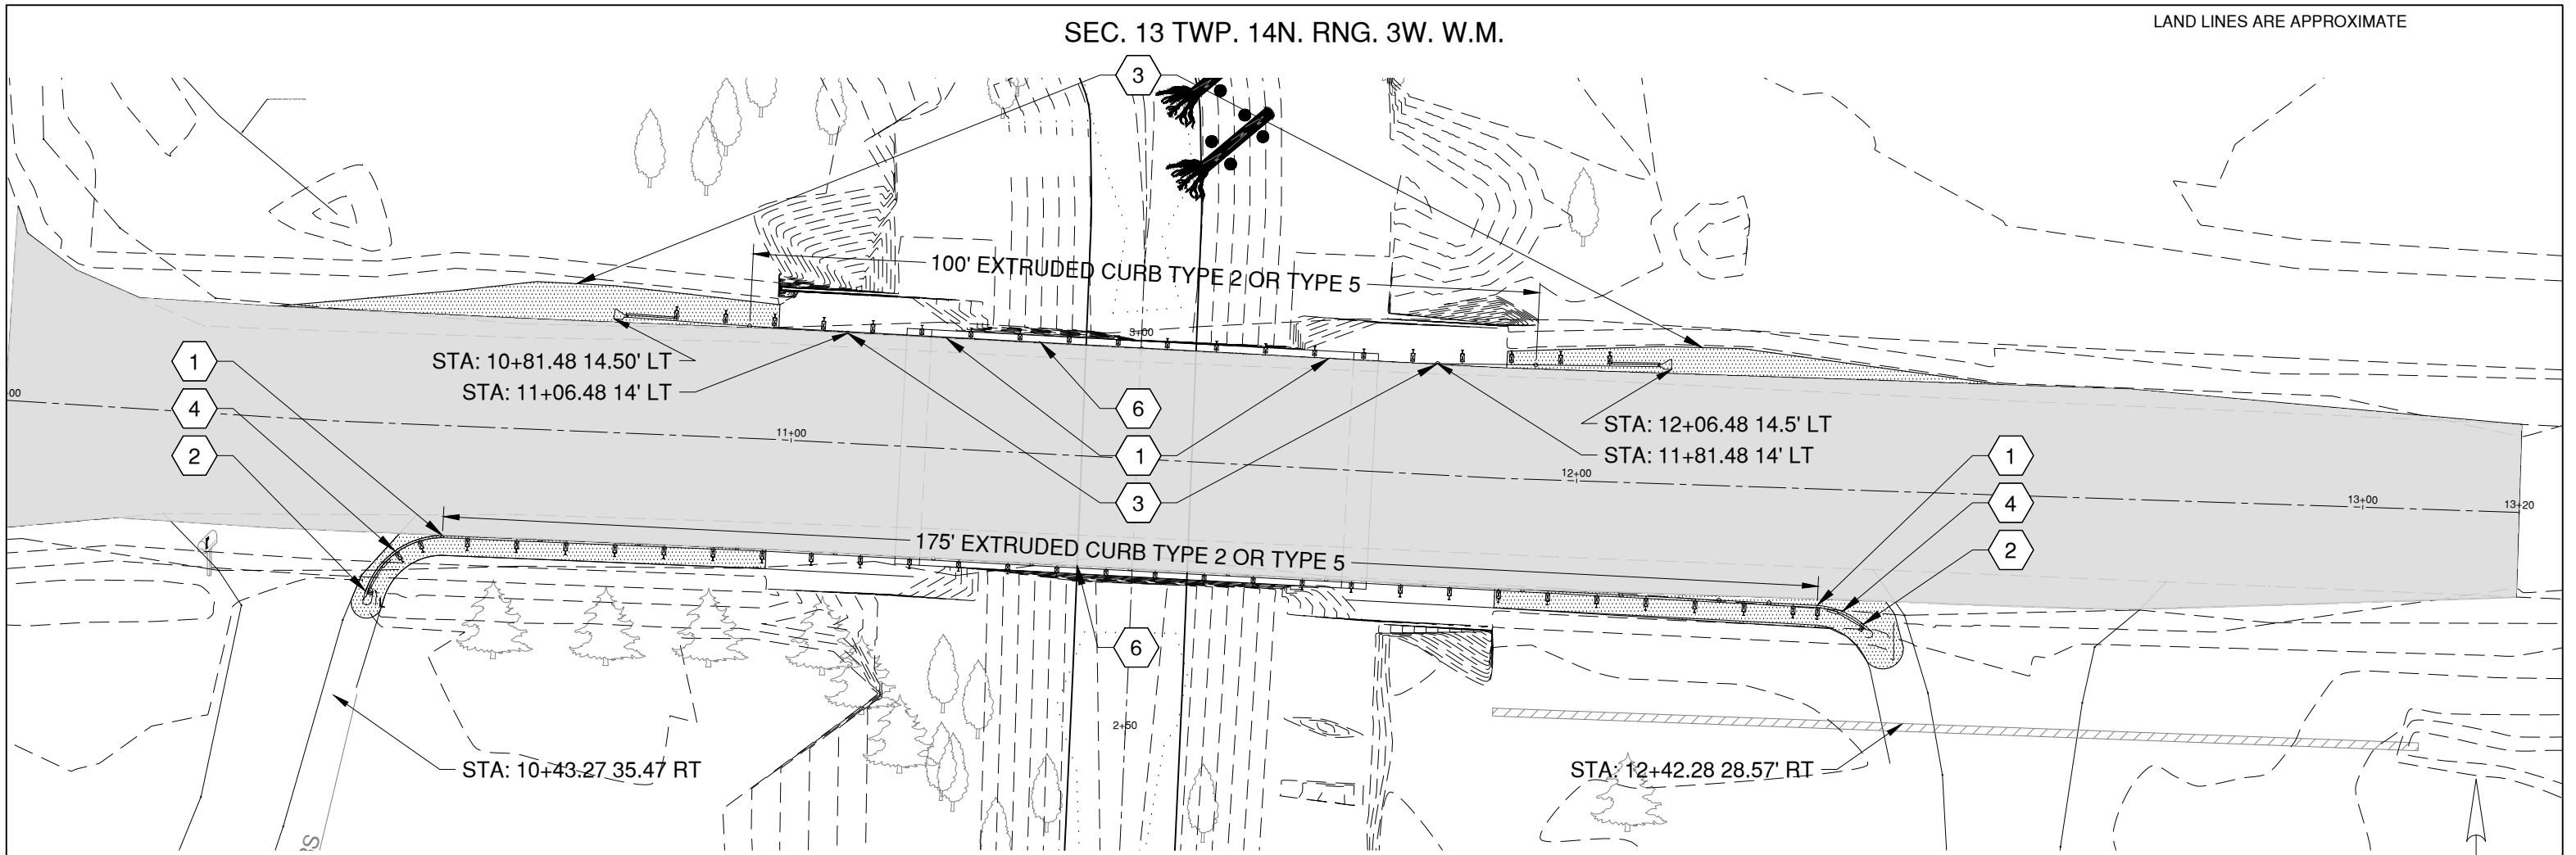 SEC. 13 TWP. 14N. RNG. 3W. W.M.
LAND LINES ARE APPROXIMATE
3
100' EXTRUDED CURB TYPE 2 OR TYPE 5
3+00
STA: 10+81.48 14.50' LT
STA: 11+06.48 14' LT
1
4
2
00
11+00
6
1
3
STA: 12+06.48 14.5' LT
STA: 11+81.48 14' LT
12+00
1
4
2
13+00
13+20
175' EXTRUDED CURB TYPE 2 OR TYPE 5
6
2+50
STA: 10+43.27 35.47 RT
STA: 12+42.28 28.57' RT